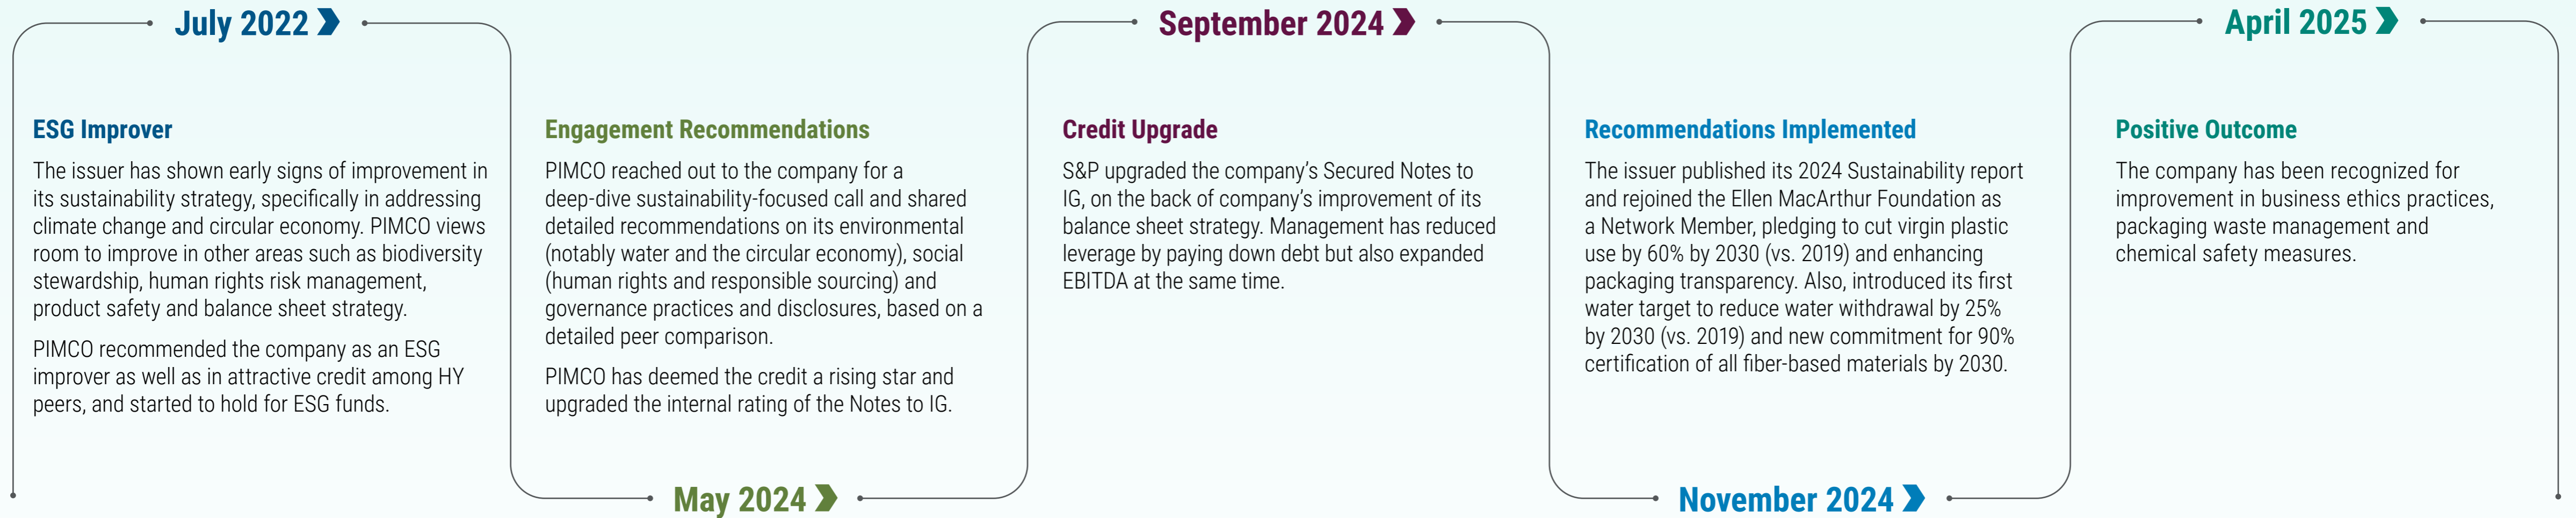 July 2022
ESG Improver
The issuer has shown early signs of improvement in
its sustainability strategy, specifically in addressing
climate change and circular economy. PIMCO views
room to improve in other areas such as biodiversity
stewardship, human rights risk management,
product safety and balance sheet strategy.
PIMCO recommended the company as an ESG
improver as well as in attractive credit among HY
peers, and started to hold for ESG funds.
May 2024
Engagement Recommendations
PIMCO reached out to the company for a
deep-dive sustainability-focused call and shared
detailed recommendations on its environmental
(notably water and the circular economy), social
(human rights and responsible sourcing) and
governance practices and disclosures, based on a
detailed peer comparison.
PIMCO has deemed the credit a rising star and
upgraded the internal rating of the Notes to IG.
September 2024
Credit Upgrade
S&P upgraded the company’s Secured Notes to
IG, on the back of company’s improvement of its
balance sheet strategy. Management has reduced
leverage by paying down debt but also expanded
EBITDA at the same time.
November 2024
Recommendations Implemented
The issuer published its 2024 Sustainability report
and rejoined the Ellen MacArthur Foundation as
a Network Member, pledging to cut virgin plastic
use by 60% by 2030 (vs. 2019) and enhancing
packaging transparency. Also, introduced its first
water target to reduce water withdrawal by 25%
by 2030 (vs. 2019) and new commitment for 90%
certification of all fiber-based materials by 2030.
April 2025
Positive Outcome
The company has been recognized for
improvement in business ethics practices,
packaging waste management and
chemical safety measures.